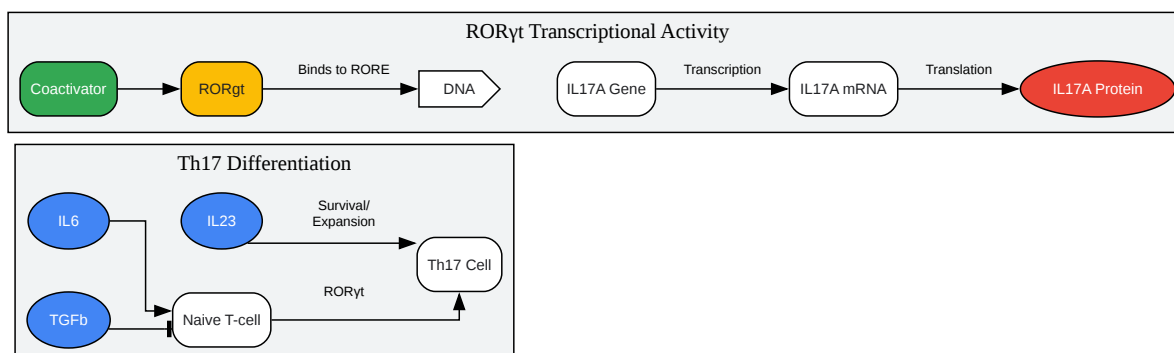 RORγt Transcriptional Activity
Coactivator
RORgt
Binds to RORE
DNA
IL17A Gene
Transcription
IL17A mRNA
Translation
IL17A Protein
Th17 Differentiation
IL6
IL23
Survival/
Expansion
Th17 Cell
RORγt
TGFb
Naive T-cell